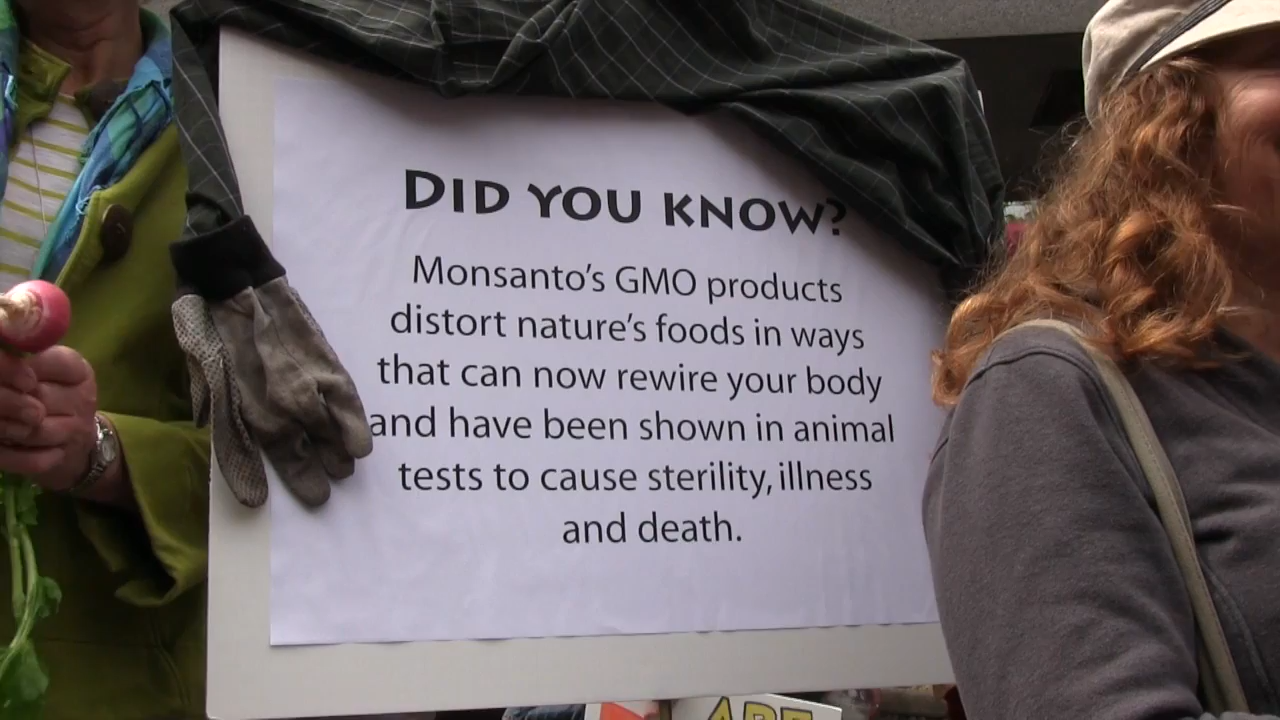 DID YOU KNOW?
Monsanto's GMO products
distort nature's foods in ways
that can now rewire your body
and have been shown in animal
tests to cause sterility, illness
and death.